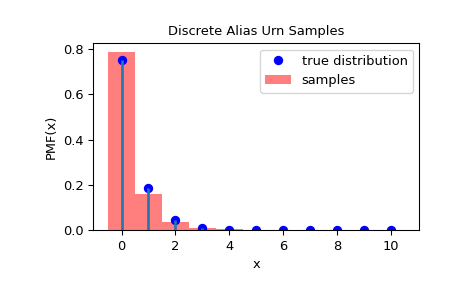 Discrete Alias Urn Samples
true distribution
samples
PMF(x)
0.8
0.6
0.4
0.2
0.0
0 2 4 6 8 10
x